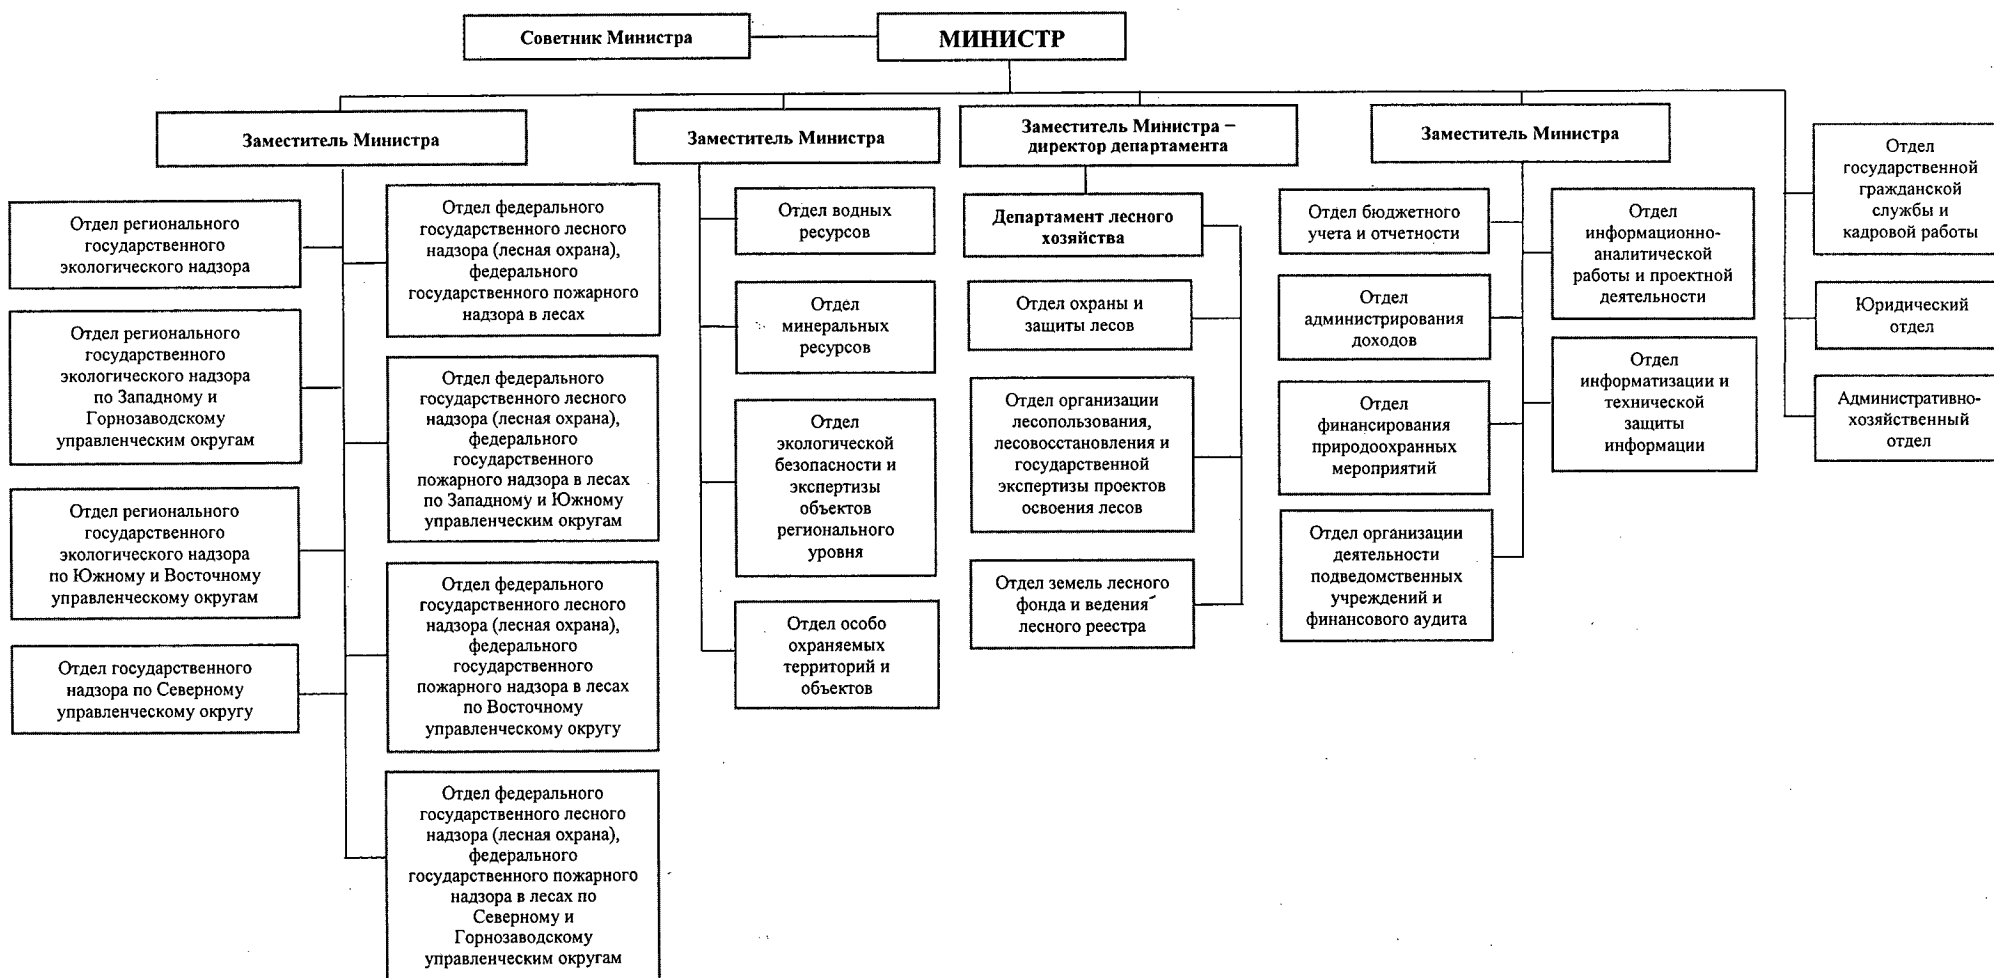 Советник Министра
МИНИСТР
Заместитель Министра
Заместитель Министра
Заместитель Министра –
директор департамента
Заместитель Министра
Отдел регионального
государственного
экологического надзора
Отдел регионального
государственного
экологического надзора
по Западному и
Горнозаводскому
управленческим округам
Отдел регионального
государственного
экологического надзора
по Южному и Восточному
управленческому округам
Отдел государственного
надзора по Северному
управленческому округу
Отдел федерального
государственного лесного
надзора (лесная охрана),
федерального
государственного пожарного
надзора в лесах
Отдел федерального
государственного лесного
надзора (лесная охрана),
федерального
государственного
пожарного надзора в лесах
по Западному и Южному
управленческим округам
Отдел федерального
государственного лесного
надзора (лесная охрана),
федерального
государственного
пожарного надзора в лесах
по Восточному
управленческому округу
Отдел федерального
государственного лесного
надзора (лесная охрана),
федерального
государственного пожарного
надзора в лесах по
Северному и
Горнозаводскому
управленческим округам
Отдел водных
ресурсов
Отдел
минеральных
ресурсов
Отдел
экологической
безопасности и
экспертизы
объектов
регионального
уровня
Отдел особо
охраняемых
территорий и
объектов
Департамент лесного
хозяйства
Отдел охраны и
защиты лесов
Отдел организации
лесопользования,
лесовосстановления и
государственной
экспертизы проектов
освоения лесов
Отдел земель лесного
фонда и ведения
лесного реестра
Отдел бюджетного
учета и отчетности
Отдел
администрирования
доходов
Отдел
финансирования
природоохранных
мероприятий
Отдел организации
деятельности
подведомственных
учреждений и
финансового аудита
Отдел
информационно-
аналитической
работы и проектной
деятельности
Отдел
информатизации и
технической
защиты
информации
Отдел
государственной
гражданской
службы и
кадровой работы
Юридический
отдел
Административно-
хозяйственный
отдел